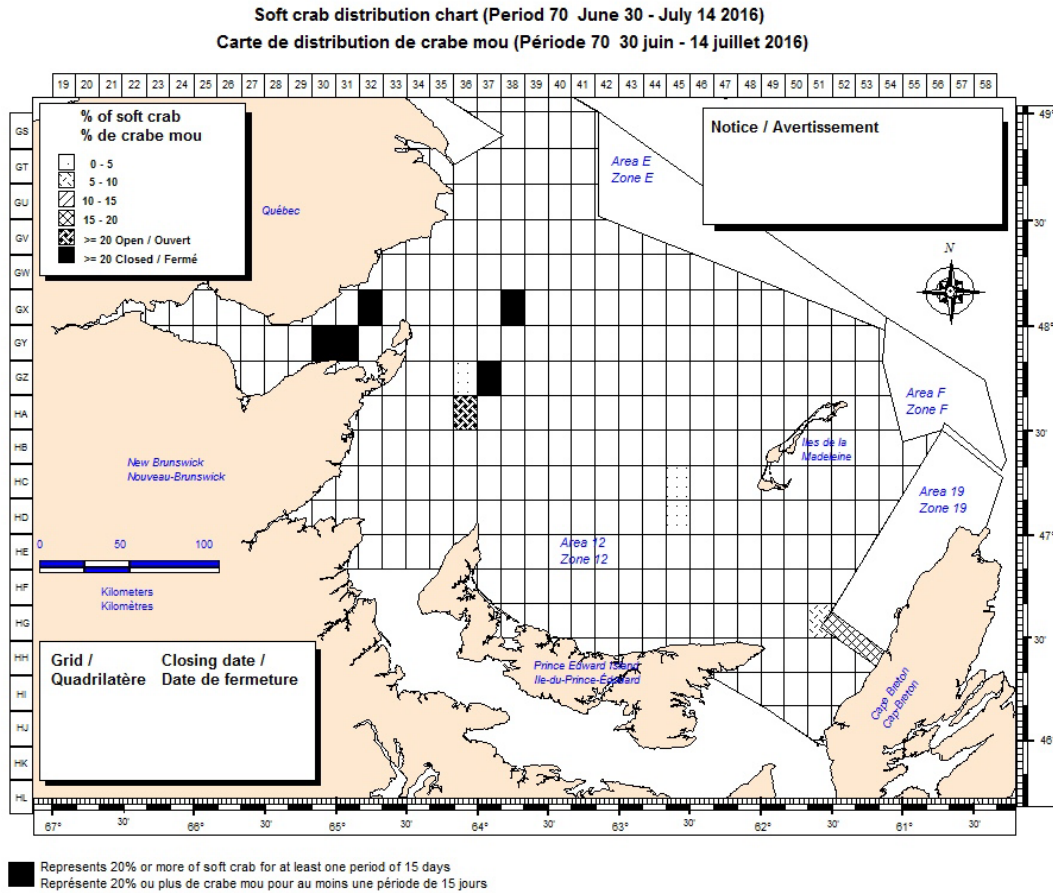 Soft crab distribution chart (Period 70 June 30 - July 14 2016)
Carte de distribution de crabe mou (Période 70 30 juin - 14 juillet 2016)
19 20 21 22 23 24 25 26 27 30 31 32 33 34 35 36 37 38 39 40 41 42 43 44 45 46 47 48 49 50 51 52 53 54 55 56 57 58
% of soft crab
% de crabe mou
0 - 5
5 - 10
10 - 15
15 - 20
>= 20 Open / Ouvert
>= 20 Closed / Fermé
Notice / Avertissement
GS
GT
GU
GV
GW
GX
GY
GZ
HA
HB
HC
HD
HE
HF
HG
HH
HI
HJ
HK
HL
49°
30'
48°
30'
47°
30'
46°
Area E
Zone E
Québec
N
Area F
Zone F
Iles de la
Madeleine
New Brunswick
Nouveau-Brunswick
Area 19
Zone 19
Area 12
Zone 12
0 50 100
Kilometers
Kilomètres
Prince Edward Island
Ile-du-Prince-Édouard
Cape Breton
Cap-Breton
Grid / Closing date /
Quadrilatère Date de fermeture
67° 30' 66° 30' 65° 30' 64° 30' 63° 30' 62° 30' 61° 30'
Represents 20% or more of soft crab for at least one period of 15 days
Représente 20% ou plus de crabe mou pour au moins une période de 15 jours